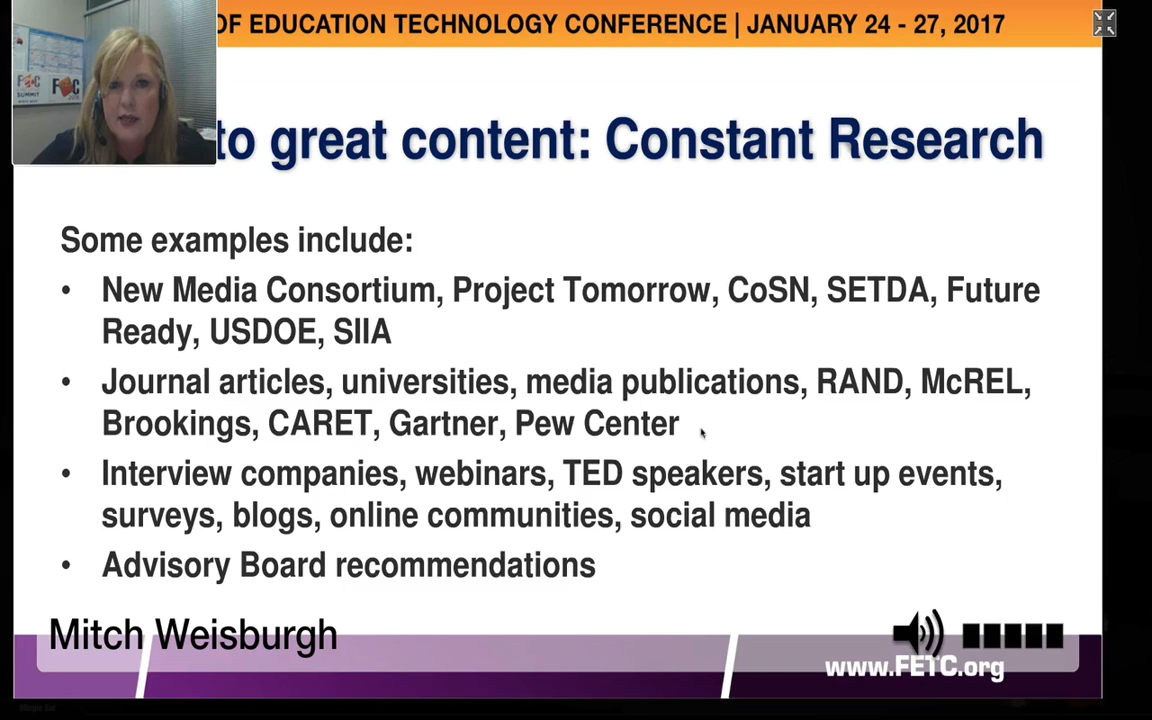 OF EDUCATION TECHNOLOGY CONFERENCE | JANUARY 24 - 27, 2017
to great content: Constant Research
Some examples include:
• New Media Consortium, Project Tomorrow, CoSN, SETDA, Future
Ready, USDOE, SIIA
• Journal articles, universities, media publications, RAND, McREL,
Brookings, CARET, Gartner, Pew Center
• Interview companies, webinars, TED speakers, start up events,
surveys, blogs, online communities, social media
• Advisory Board recommendations
Mitch Weisburgh
www.FETC.org